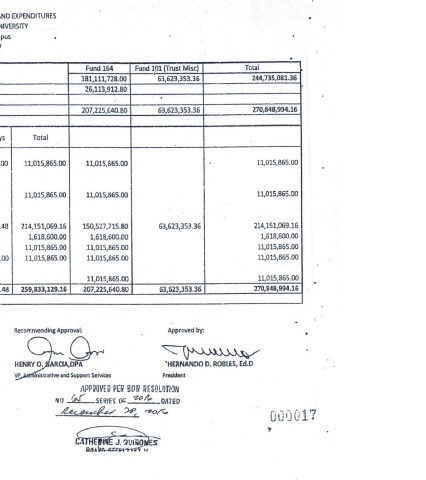 AND EXPENDITURES
NIVERSITY
pus
Fund 164 Fund 101 (Trust Misc) Total
181,111,728.00 63,623,353.36 244,735,081.36
26,113,912.80
207,225,640.80 63,623,353.36 270,848,994.16
ys Total
.00 11,015,865.00 11,015,865.00 11,015,865.00
11,015,865.00 11,015,865.00 11,015,865.00
.48 214,151,069.16 150,527,715.80 63,623,353.36 214,151,069.16
1,618,600.00 1,618,600.00 1,618,600.00
11,015,865.00 11,015,865.00 11,015,865.00
.00 11,015,865.00 11,015,865.00 11,015,865.00
11,015,865.00 11,015,865.00
.48 259,833,129.16 207,225,640.80 63,623,353.36 270,848,994.16
Recommending Approval: Approved by:
HENRY O. GARCIA,DPA HERNANDO D. ROBLES, Ed.D
VP Administrative and Support Services President
APPROVED PER BOR RESOLUTION
NO 65 SERIES OF 2016 DATED
December 20, 2016
000017
CATHERINE J. QUIRONES
BOARD SECRETARY V